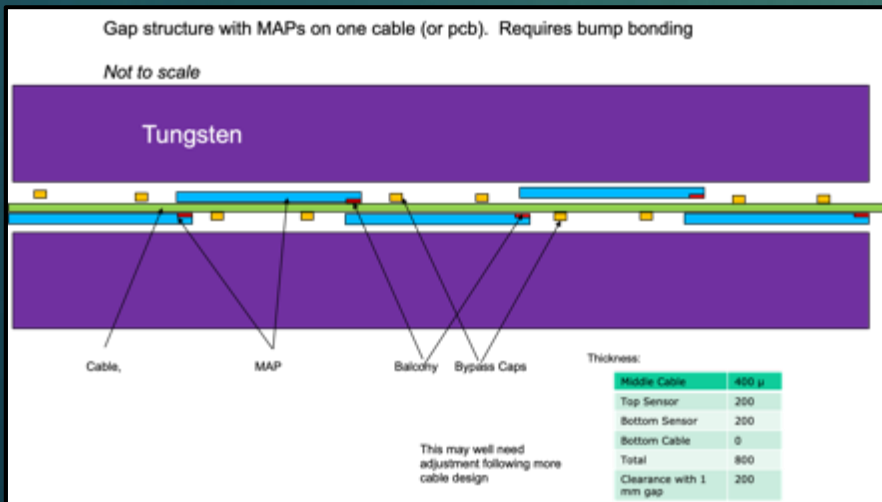 Gap structure with MAPs on one cable (or pcb).  Requires bump bonding
Not to scale
Tungsten
Cable,
MAP
Balcony
Bypass Caps
Thickness:
Middle Cable 400 μ
Top Sensor 200
Bottom Sensor 200
Bottom Cable 0
Total 800
Clearance with 1 200
mm gap
This may well need
adjustment following more
cable design